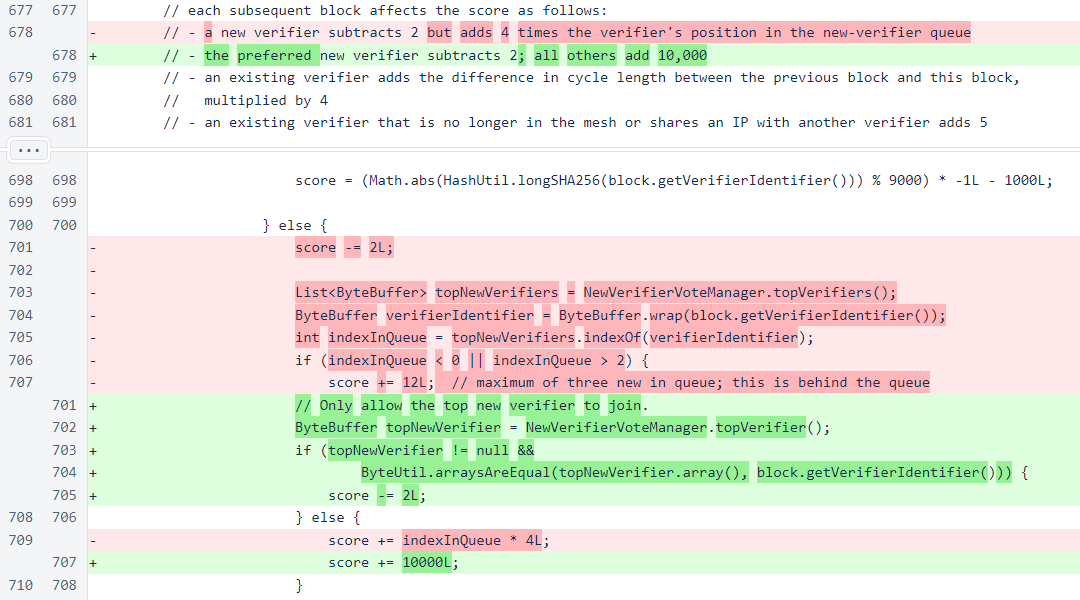 677 677 // each subsequent block affects the score as follows:
678 - // - a new verifier subtracts 2 but adds 4 times the verifier's position in the new-verifier queue
678 + // - the preferred new verifier subtracts 2; all others add 10,000
679 679 // - an existing verifier adds the difference in cycle length between the previous block and this block,
680 680 //   multiplied by 4
681 681 // - an existing verifier that is no longer in the mesh or shares an IP with another verifier adds 5
...
698 698 score = (Math.abs(HashUtil.longSHA256(block.getVerifierIdentifier())) % 9000) * -1L - 1000L;
699 699
700 700 } else {
701 - score -= 2L;
702 -
703 - List<ByteBuffer> topNewVerifiers = NewVerifierVoteManager.topVerifiers();
704 - ByteBuffer verifierIdentifier = ByteBuffer.wrap(block.getVerifierIdentifier());
705 - int indexInQueue = topNewVerifiers.indexOf(verifierIdentifier);
706 - if (indexInQueue < 0 || indexInQueue > 2) {
707 - score += 12L;  // maximum of three new in queue; this is behind the queue
701 + // Only allow the top new verifier to join.
702 + ByteBuffer topNewVerifier = NewVerifierVoteManager.topVerifier();
703 + if (topNewVerifier != null &&
704 + ByteUtil.arraysAreEqual(topNewVerifier.array(), block.getVerifierIdentifier())) {
705 + score -= 2L;
708 706 } else {
709 - score += indexInQueue * 4L;
707 + score += 10000L;
710 708 }